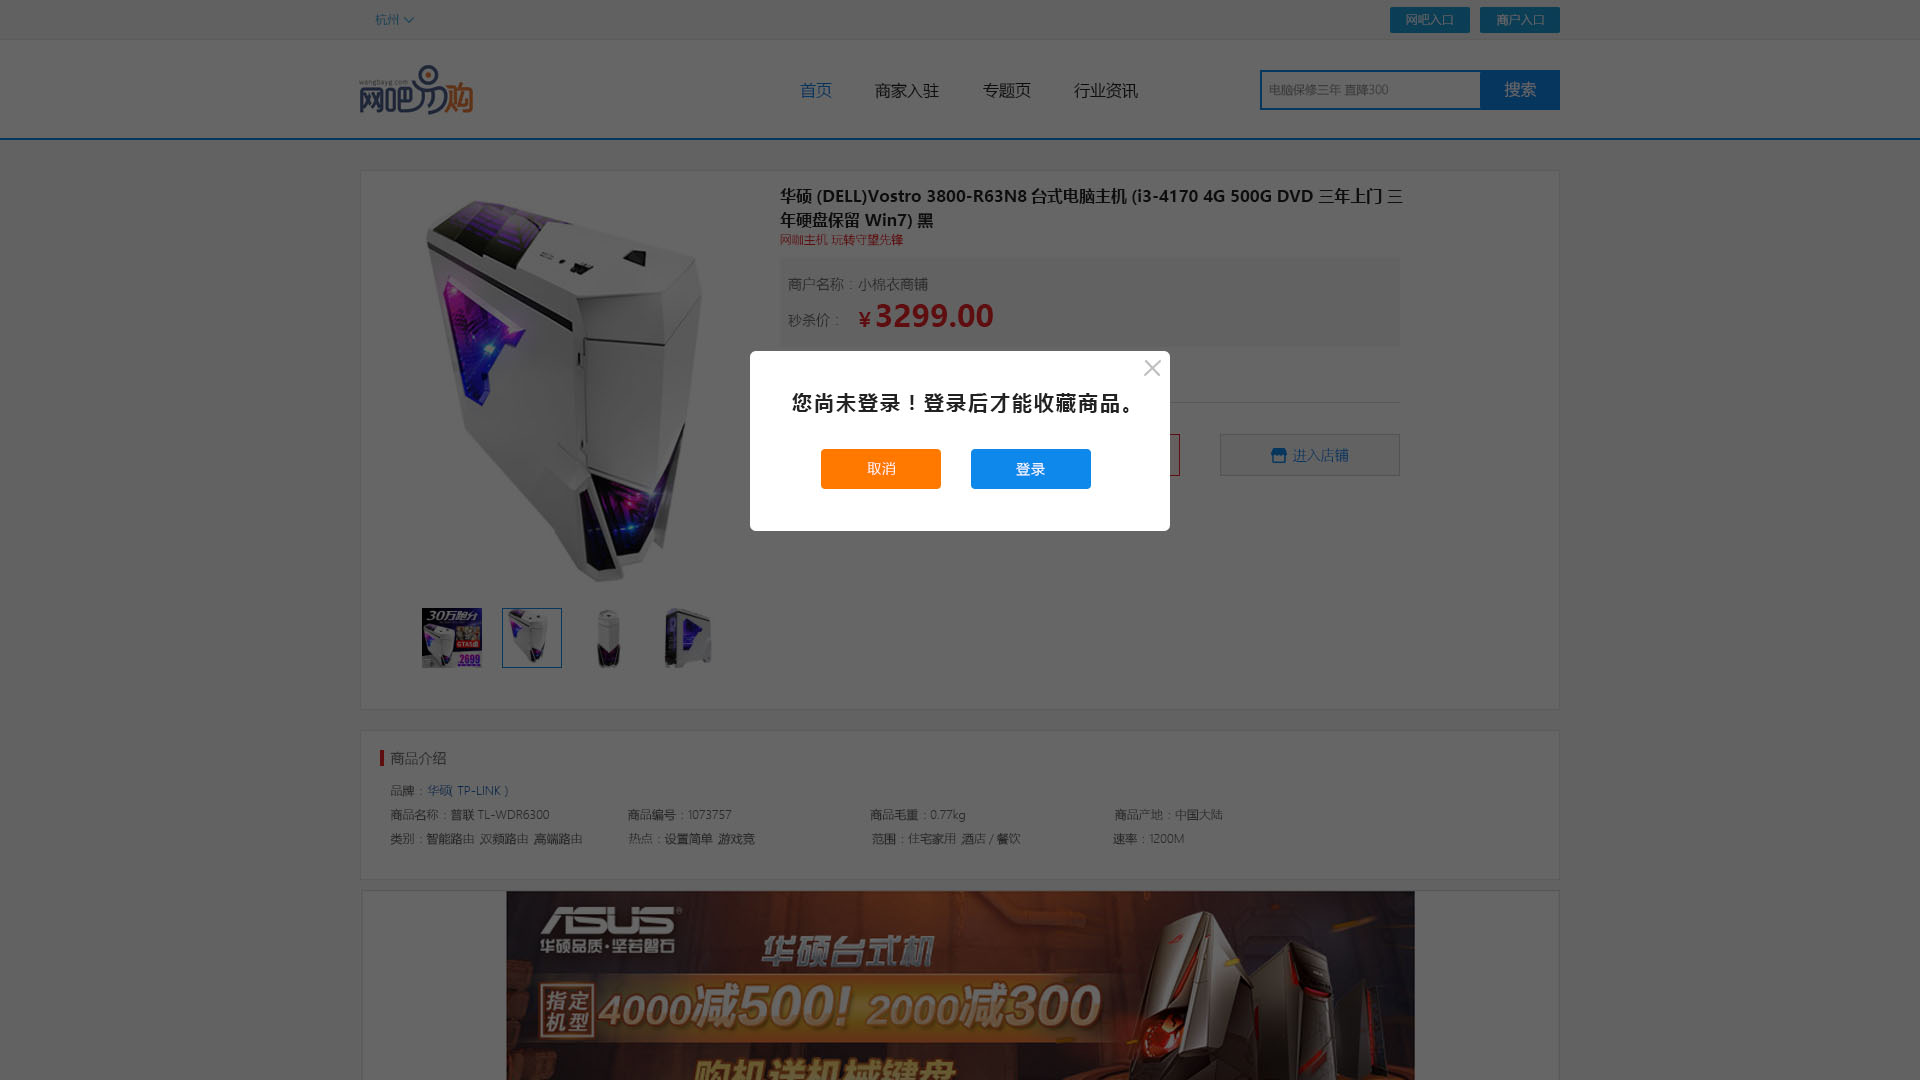 杭州
网吧入口
商户入口
wangbayg.com
网吧易购
首页
商家入驻
专题页
行业资讯
电脑保修三年 直降300
搜索
华硕 (DELL)Vostro 3800-R63N8 台式电脑主机 (i3-4170 4G 500G DVD 三年上门 三
年硬盘保留 Win7) 黑
网咖主机 玩转守望先锋
商户名称：小棉衣商铺
秒杀价： ¥ 3299.00
您尚未登录！登录后才能收藏商品。
取消
登录
进入店铺
30万跑分
2699
商品介绍
品牌：华硕( TP-LINK )
商品名称：普联 TL-WDR6300
商品编号：1073757
商品毛重：0.77kg
商品产地：中国大陆
类别：智能路由 ,双频路由 ,高端路由
热点：设置简单 ,游戏竞
范围：住宅家用 ,酒店 / 餐饮
速率：1200M
ASUS®
华硕品质·坚若磐石
华硕台式机
指定机型 4000减500! 2000减300
购机送机械键盘